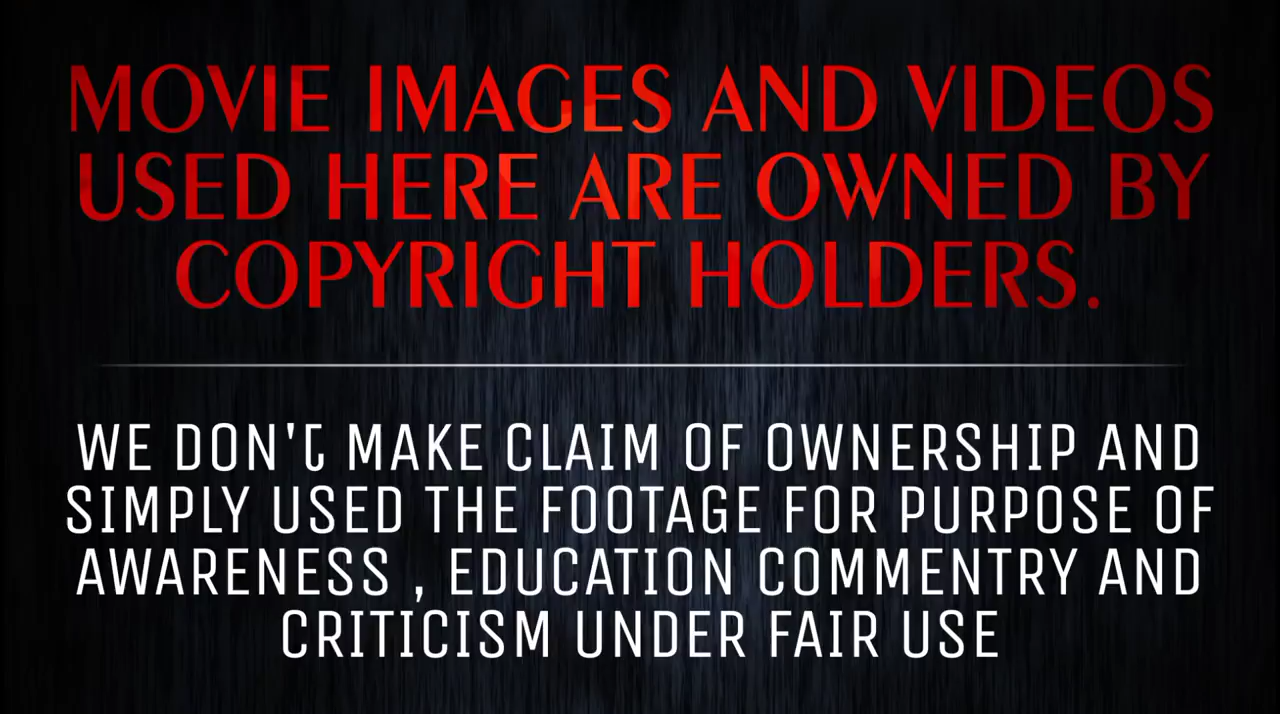 MOVIE IMAGES AND VIDEOS
USED HERE ARE OWNED BY
COPYRIGHT HOLDERS.
WE DON'T MAKE CLAIM OF OWNERSHIP AND
SIMPLY USED THE FOOTAGE FOR PURPOSE OF
AWARENESS , EDUCATION COMMENTRY AND
CRITICISM UNDER FAIR USE